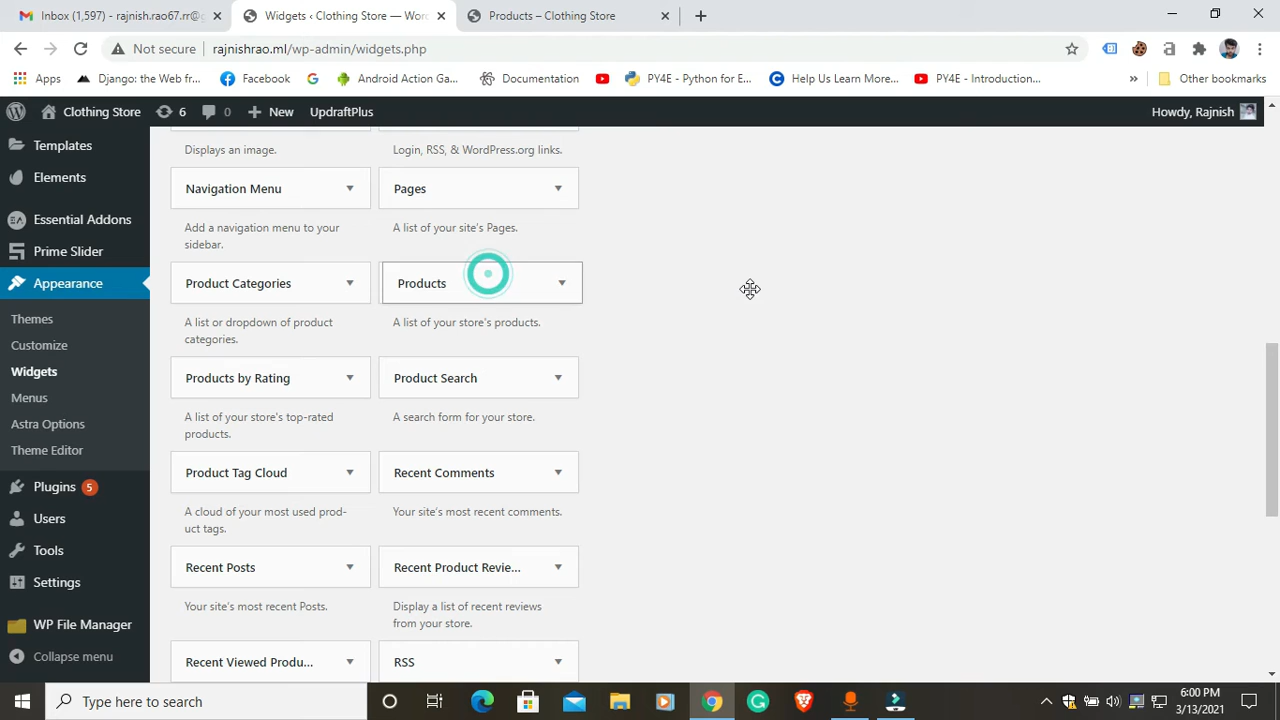 Inbox (1,597) - rajnish.rao67.rr@g
Widgets ‹ Clothing Store — Wor
Products – Clothing Store
Not secure
rajnishrao.ml/wp-admin/widgets.php
Apps
Django: the Web fr...
Facebook
Android Action Ga...
Documentation
PY4E - Python for E...
Help Us Learn More...
PY4E - Introduction...
»
Other bookmarks
Clothing Store
6
0
New
UpdraftPlus
Howdy, Rajnish
Templates
Elements
Essential Addons
Prime Slider
Appearance
Themes
Customize
Widgets
Menus
Astra Options
Theme Editor
Plugins 5
Users
Tools
Settings
WP File Manager
Collapse menu
Displays an image.
Login, RSS, & WordPress.org links.
Navigation Menu
Pages
Add a navigation menu to your
sidebar.
A list of your site's Pages.
Product Categories
Products
A list or dropdown of product
categories.
A list of your store's products.
Products by Rating
Product Search
A list of your store's top-rated
products.
A search form for your store.
Product Tag Cloud
Recent Comments
A cloud of your most used prod-
uct tags.
Your site's most recent comments.
Recent Posts
Recent Product Revie...
Your site's most recent Posts.
Display a list of recent reviews
from your store.
Recent Viewed Produ...
RSS
Type here to search
6:00 PM
3/13/2021